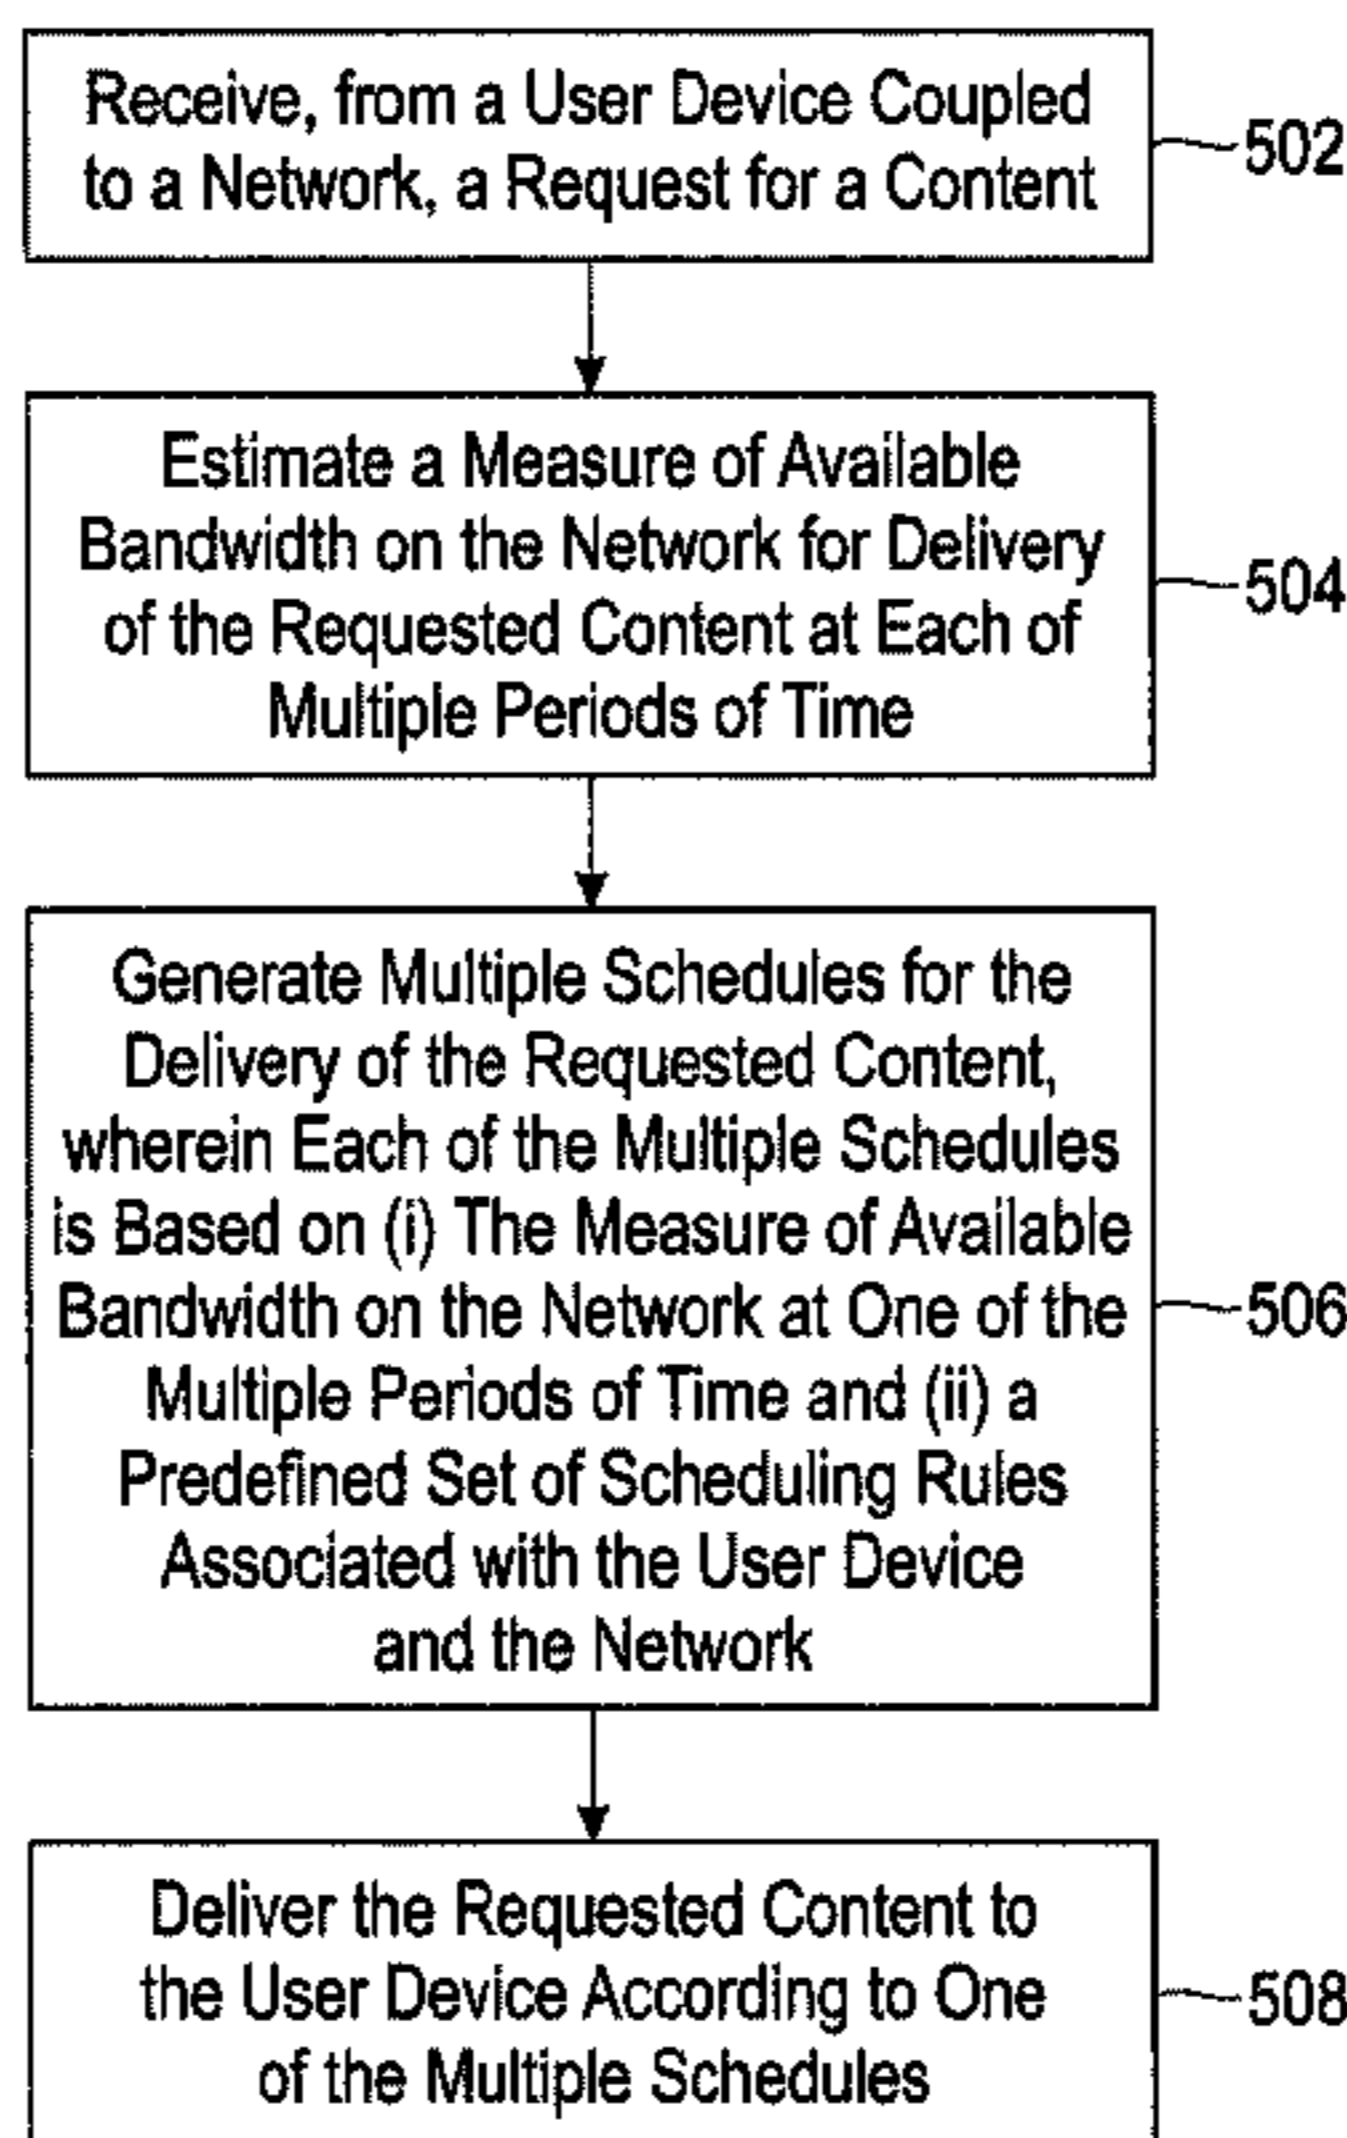 Receive, from a User Device Coupled
to a Network, a Request for a Content
502
Estimate a Measure of Available
Bandwidth on the Network for Delivery
of the Requested Content at Each of
Multiple Periods of Time
504
Generate Multiple Schedules for the
Delivery of the Requested Content,
wherein Each of the Multiple Schedules
is Based on (i) The Measure of Available
Bandwidth on the Network at One of the
Multiple Periods of Time and (ii) a
Predefined Set of Scheduling Rules
Associated with the User Device
and the Network
506
Deliver the Requested Content to
the User Device According to One
of the Multiple Schedules
508